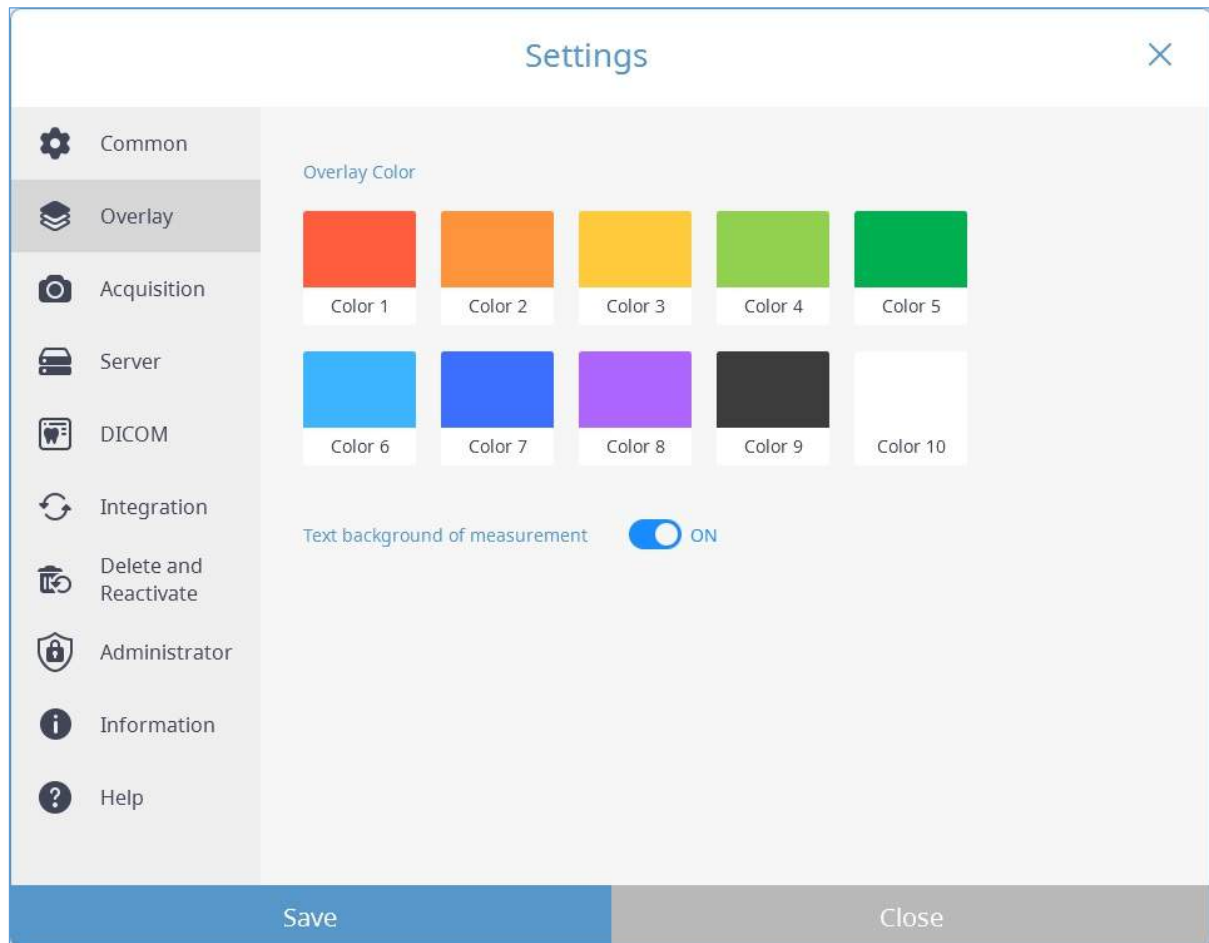 Settings
Common
Overlay
Acquisition
Server
DICOM
Integration
Delete and
Reactivate
Administrator
Information
Help
Overlay Color
Color 1
Color 2
Color 3
Color 4
Color 5
Color 6
Color 7
Color 8
Color 9
Color 10
Text background of measurement
ON
Save
Close